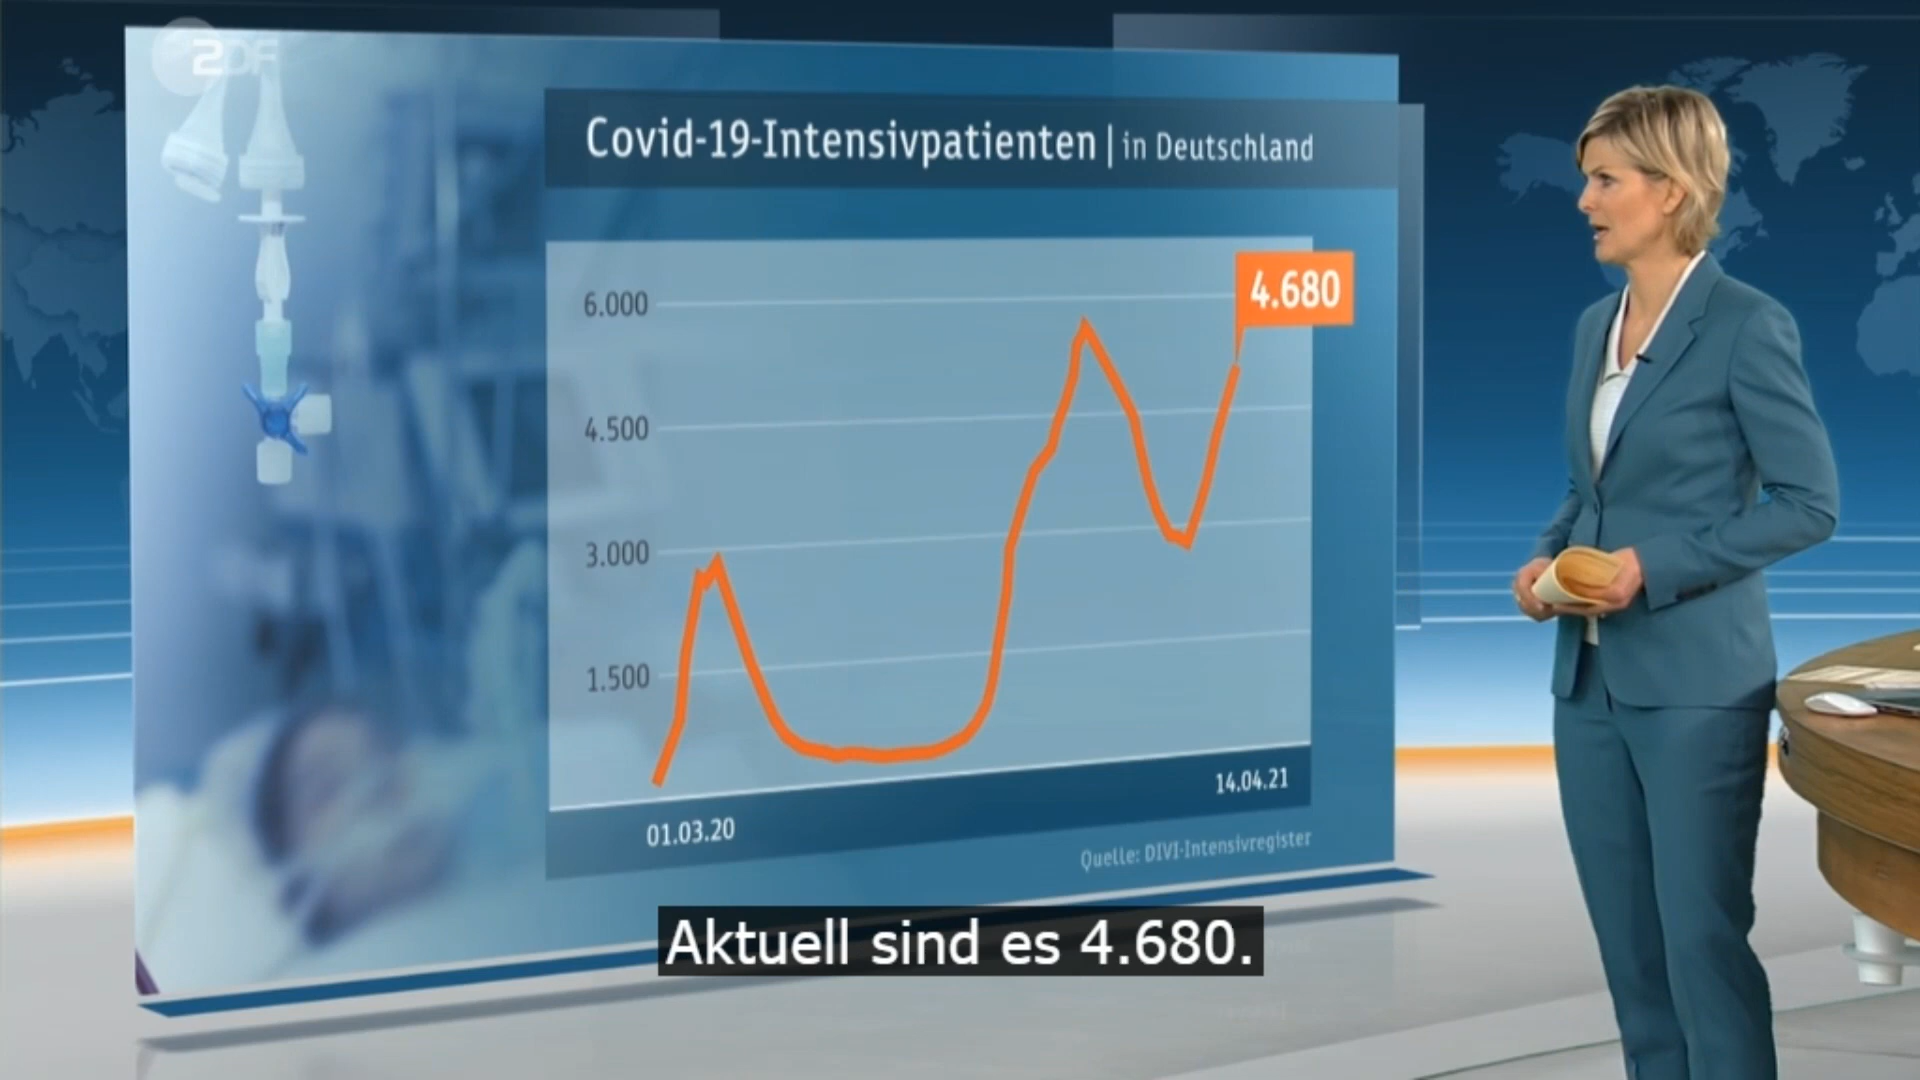 ZDF
Covid-19-Intensivpatienten | in Deutschland
4.680
6.000
4.500
3.000
1.500
01.03.20
14.04.21
Quelle: DIVI-Intensivregister
Aktuell sind es 4.680.